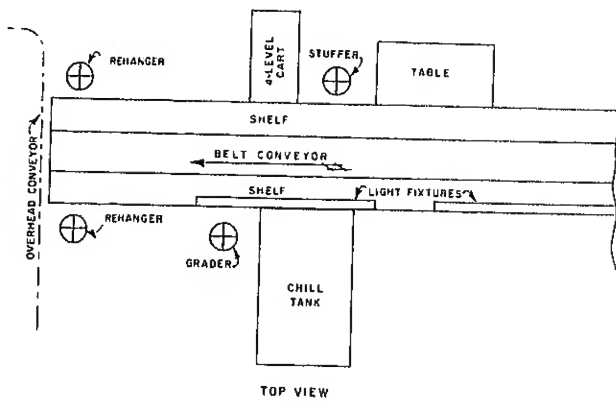 REHANGER
4-LEVEL
CART
STUFFER
TABLE
SHELF
OVERHEAD CONVEYOR
BELT CONVEYOR
SHELF
LIGHT FIXTURES
REHANGER
GRADER
CHILL
TANK
TOP VIEW